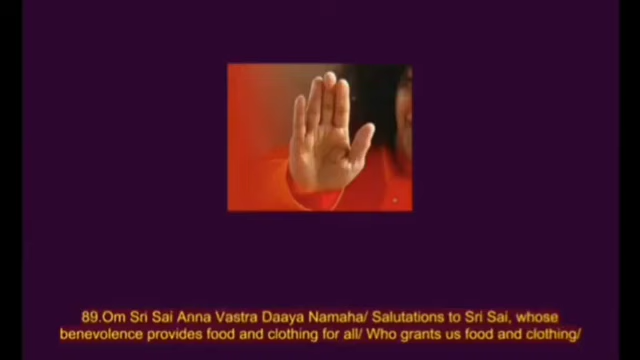 89.Om Sri Sai Anna Vastra Daaya Namaha/ Salutations to Sri Sai, whose
benevolence provides food and clothing for all/ Who grants us food and clothing/